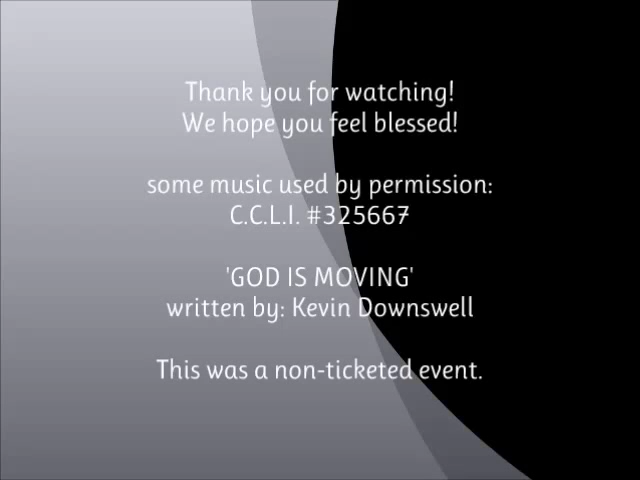 Thank you for watching!
We hope you feel blessed!
some music used by permission:
C.C.L.I. #325667
'GOD IS MOVING'
written by: Kevin Downswell
This was a non-ticketed event.